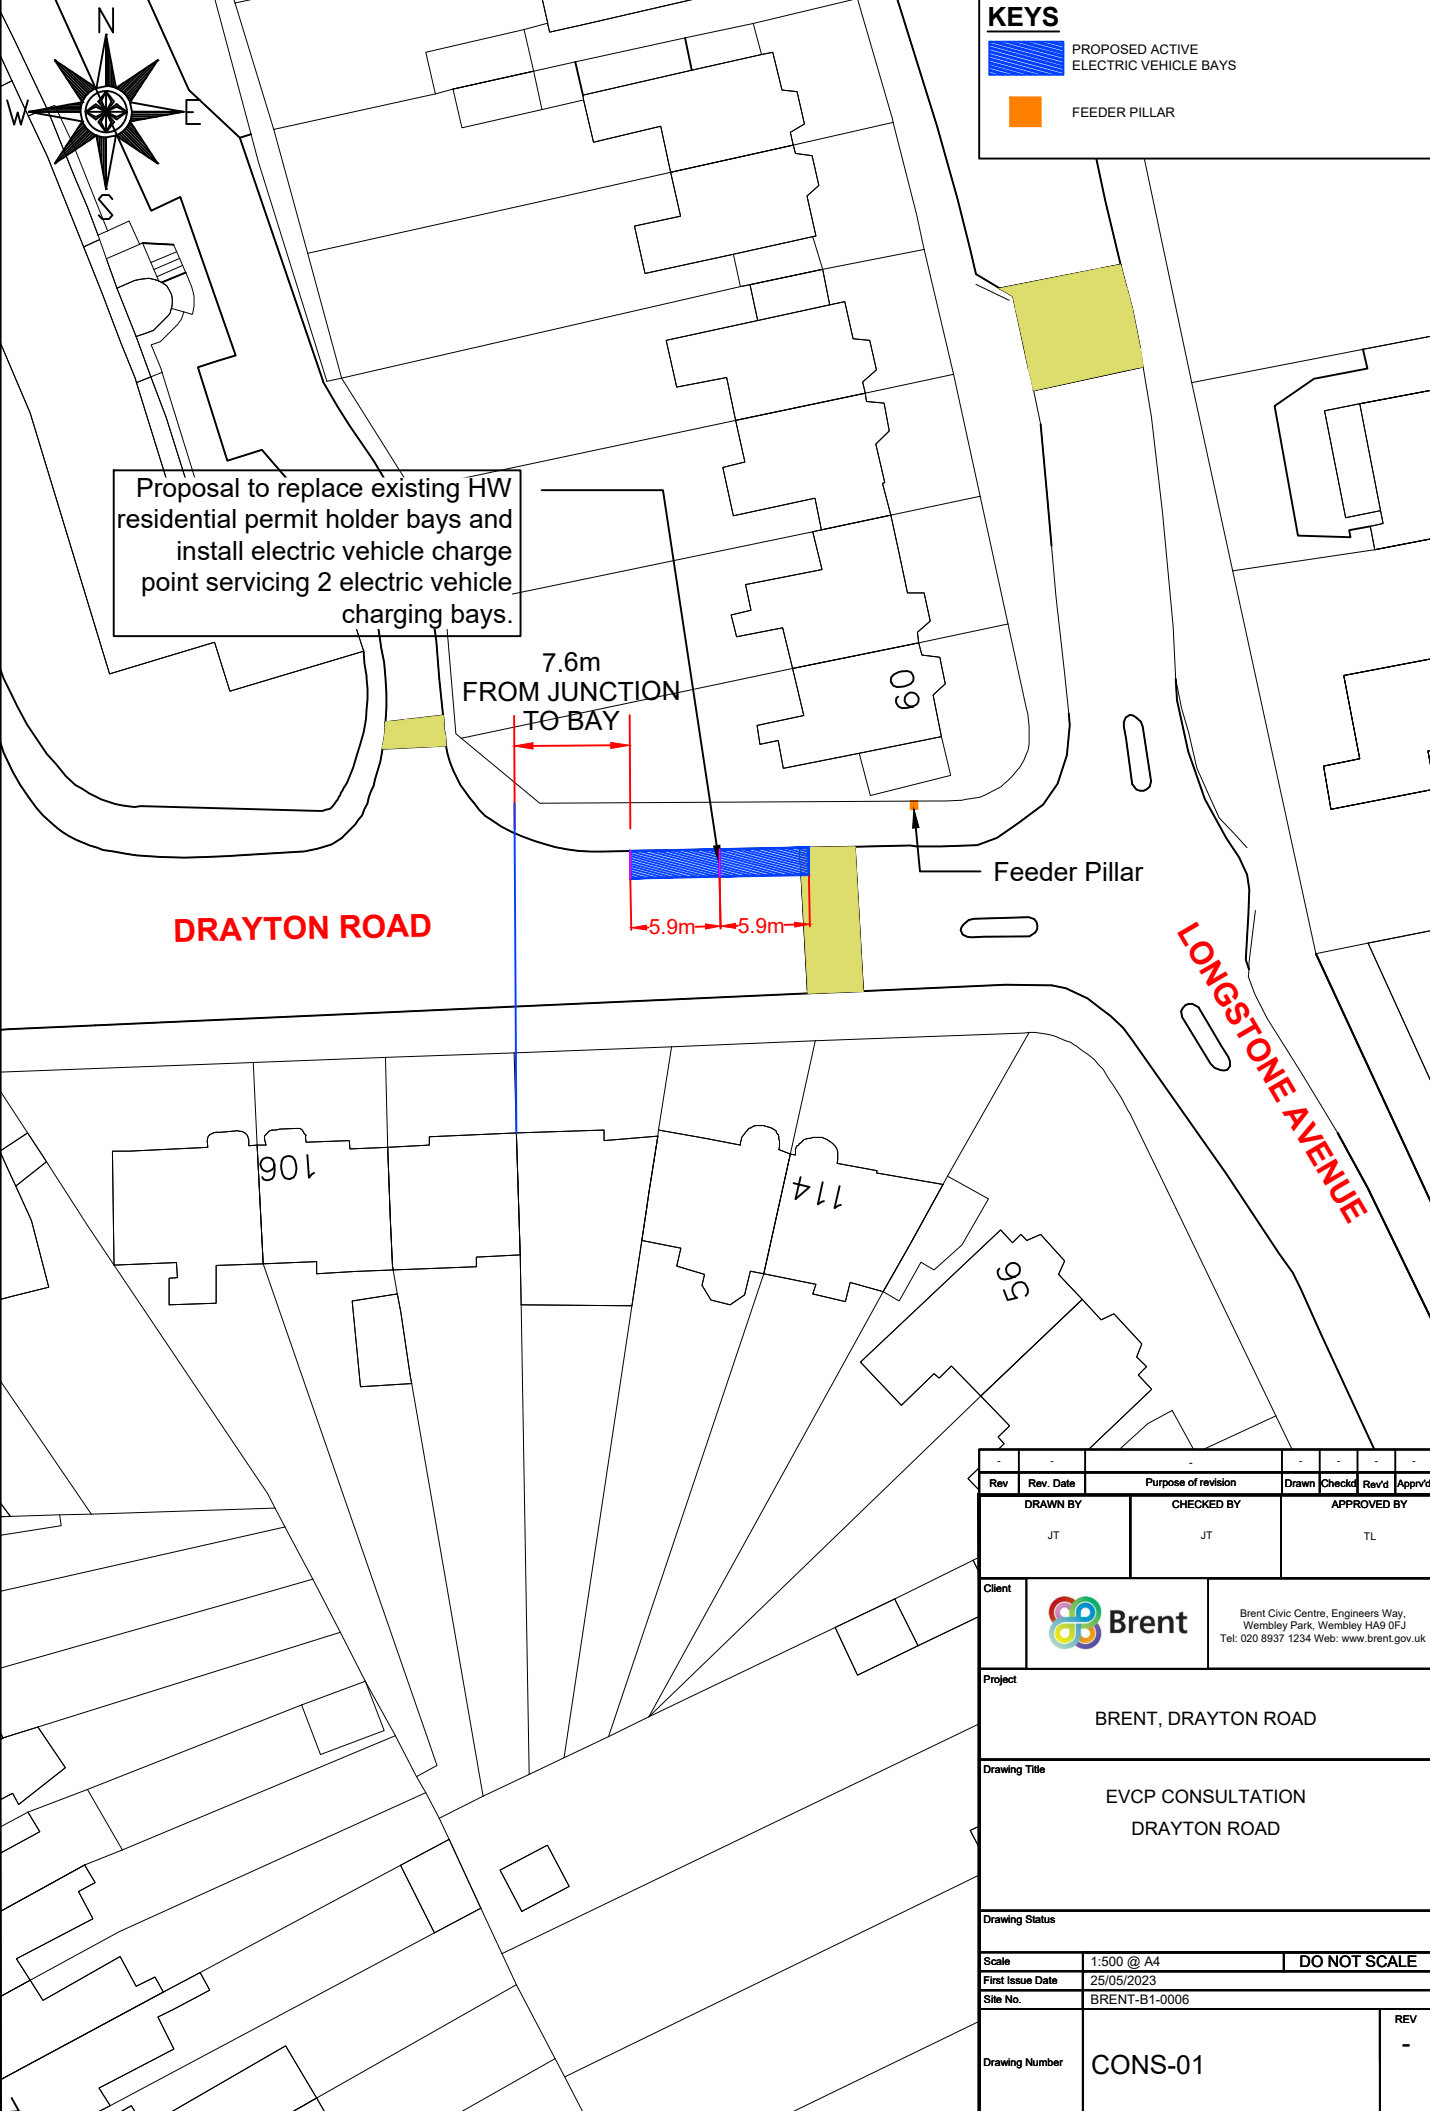 N
W
E
S
KEYS
PROPOSED ACTIVE
ELECTRIC VEHICLE BAYS
FEEDER PILLAR
Proposal to replace existing HW
residential permit holder bays and
install electric vehicle charge
point servicing 2 electric vehicle
charging bays.
7.6m
FROM JUNCTION
TO BAY
60
Feeder Pillar
5.9m
5.9m
DRAYTON ROAD
LONGSTONE AVENUE
106
114
56
- - - - - - -
Rev Rev. Date Purpose of revision Drawn Checkd Rev'd Apprv'd
DRAWN BY CHECKED BY APPROVED BY
JT JT TL
Client
Brent
Brent Civic Centre, Engineers Way,
Wembley Park, Wembley HA9 0FJ
Tel: 020 8937 1234 Web: www.brent.gov.uk
Project
BRENT, DRAYTON ROAD
Drawing Title
EVCP CONSULTATION
DRAYTON ROAD
Drawing Status
Scale 1:500 @ A4 DO NOT SCALE
First Issue Date 25/05/2023
Site No. BRENT-B1-0006
Drawing Number CONS-01
REV
-